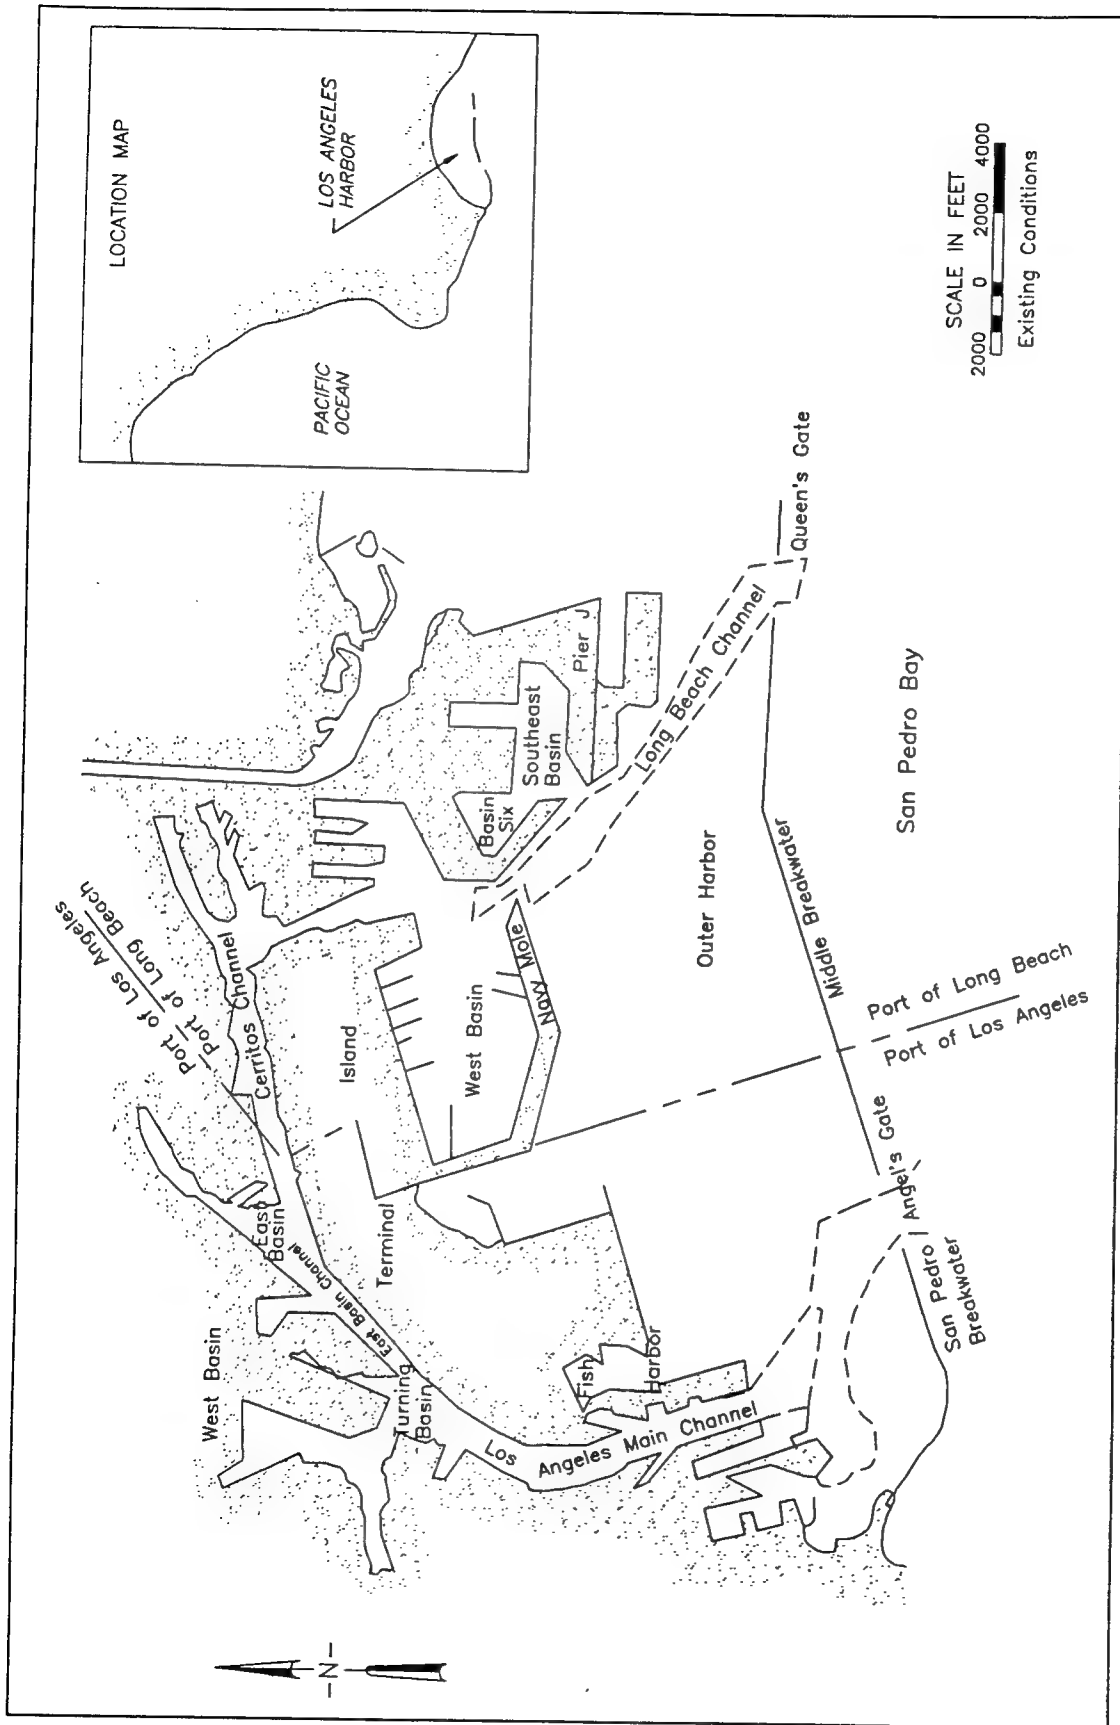 LOCATION MAP
LOS ANGELES
HARBOR
PACIFIC
OCEAN
SCALE IN FEET
2000 0 2000 4000
Existing Conditions
-N-
West Basin
East
Basin
East Basin Channel
Turning
Basin
Port of Los Angeles
Port of Long Beach
Cerritos Channel
Terminal
Island
West Basin
Navy Mole
Basin
Six
Southeast
Basin
Pier J
Long Beach Channel
Queen's Gate
Fish
Harbor
Los Angeles Main Channel
Outer Harbor
Middle Breakwater
San Pedro Bay
Port of Long Beach
Port of Los Angeles
Angel's Gate
San Pedro
Breakwater